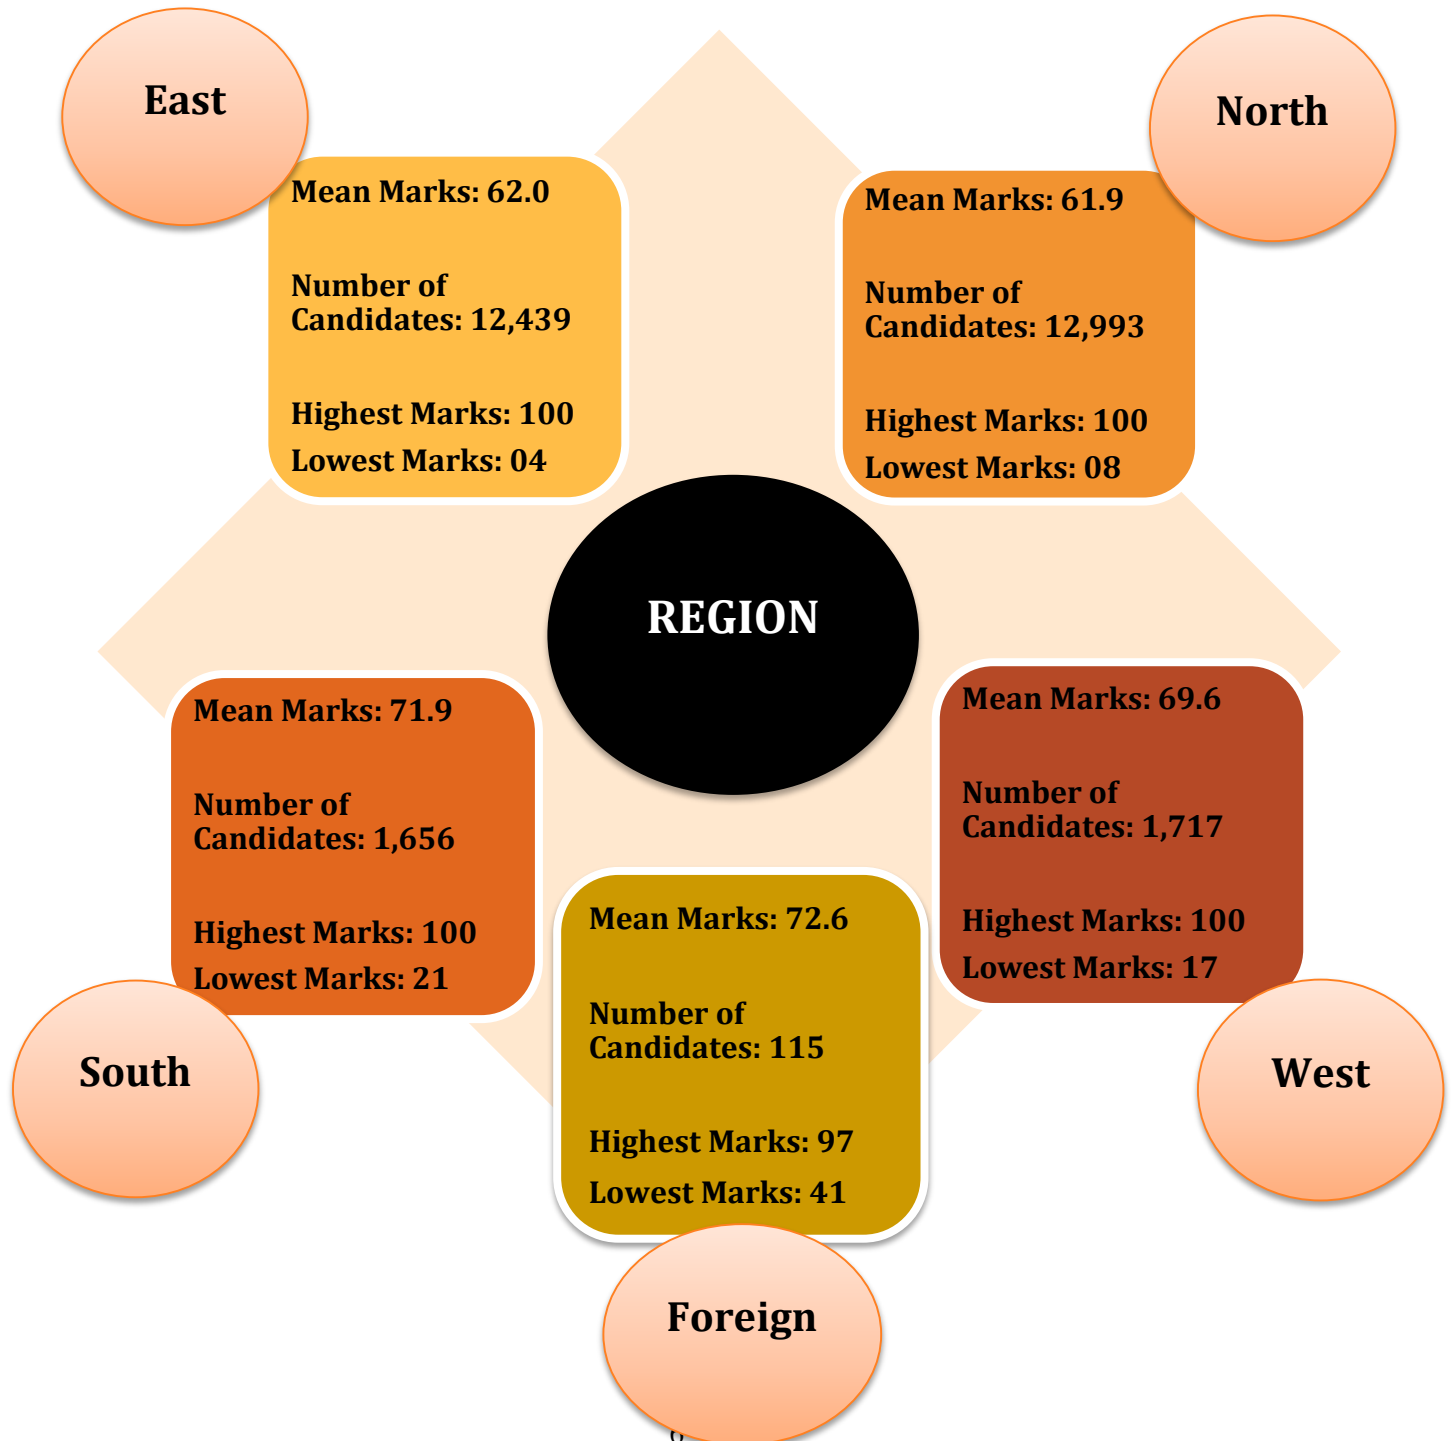 East
Mean Marks: 62.0
Number of
Candidates: 12,439
Highest Marks: 100
Lowest Marks: 04
North
Mean Marks: 61.9
Number of
Candidates: 12,993
Highest Marks: 100
Lowest Marks: 08
REGION
Mean Marks: 71.9
Number of
Candidates: 1,656
Highest Marks: 100
Lowest Marks: 21
South
Mean Marks: 72.6
Number of
Candidates: 115
Highest Marks: 97
Lowest Marks: 41
Foreign
Mean Marks: 69.6
Number of
Candidates: 1,717
Highest Marks: 100
Lowest Marks: 17
West